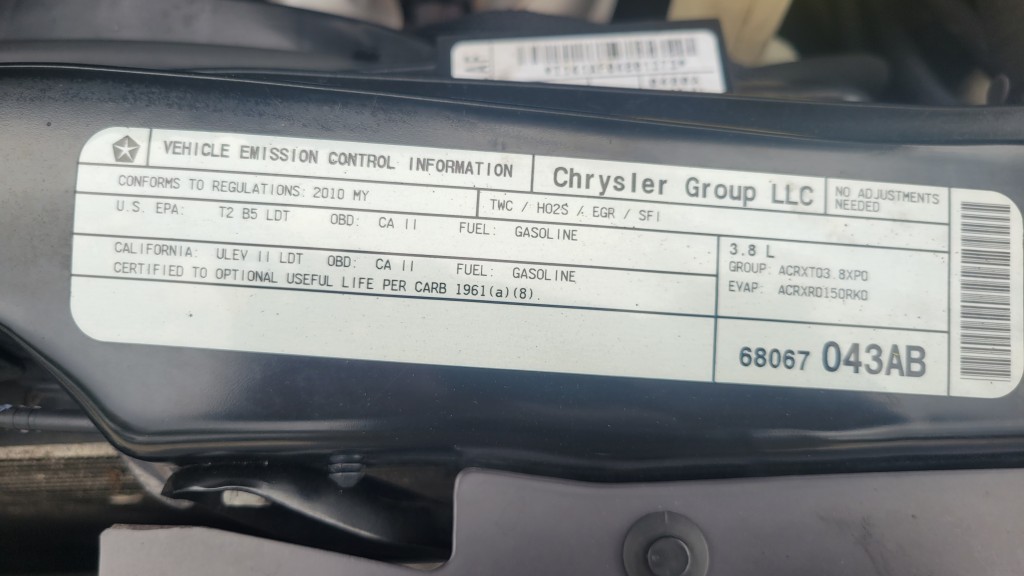 VEHICLE EMISSION CONTROL INFORMATION
Chrysler Group LLC
NO ADJUSTMENTS
NEEDED
CONFORMS TO REGULATIONS: 2010 MY
TWC / HO2S / EGR / SFI
U.S. EPA: T2 B5 LDT OBD: CA II FUEL: GASOLINE
CALIFORNIA: ULEV II LDT OBD: CA II FUEL: GASOLINE
CERTIFIED TO OPTIONAL USEFUL LIFE PER CARB 1961(a)(8).
3.8 L
GROUP: ACRXT03.8XP0
EVAP: ACRXR0150RK0
68067 043AB
AF